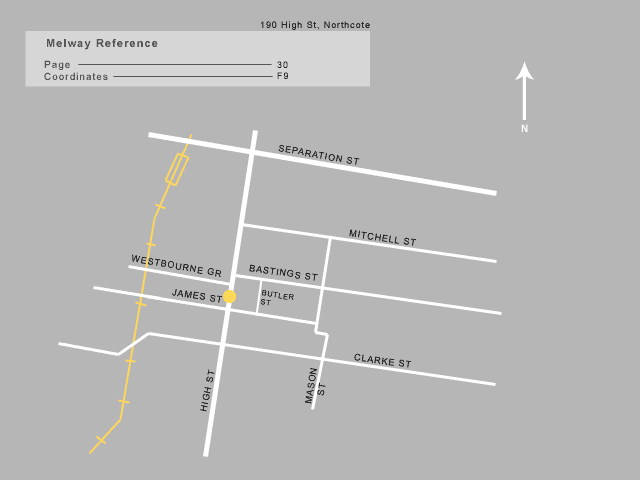 190 High St, Northcote
Melway Reference
Page 30
Coordinates F9
N
SEPARATION ST
MITCHELL ST
WESTBOURNE GR
BASTINGS ST
JAMES ST
BUTLER
ST
CLARKE ST
HIGH ST
MASON
ST